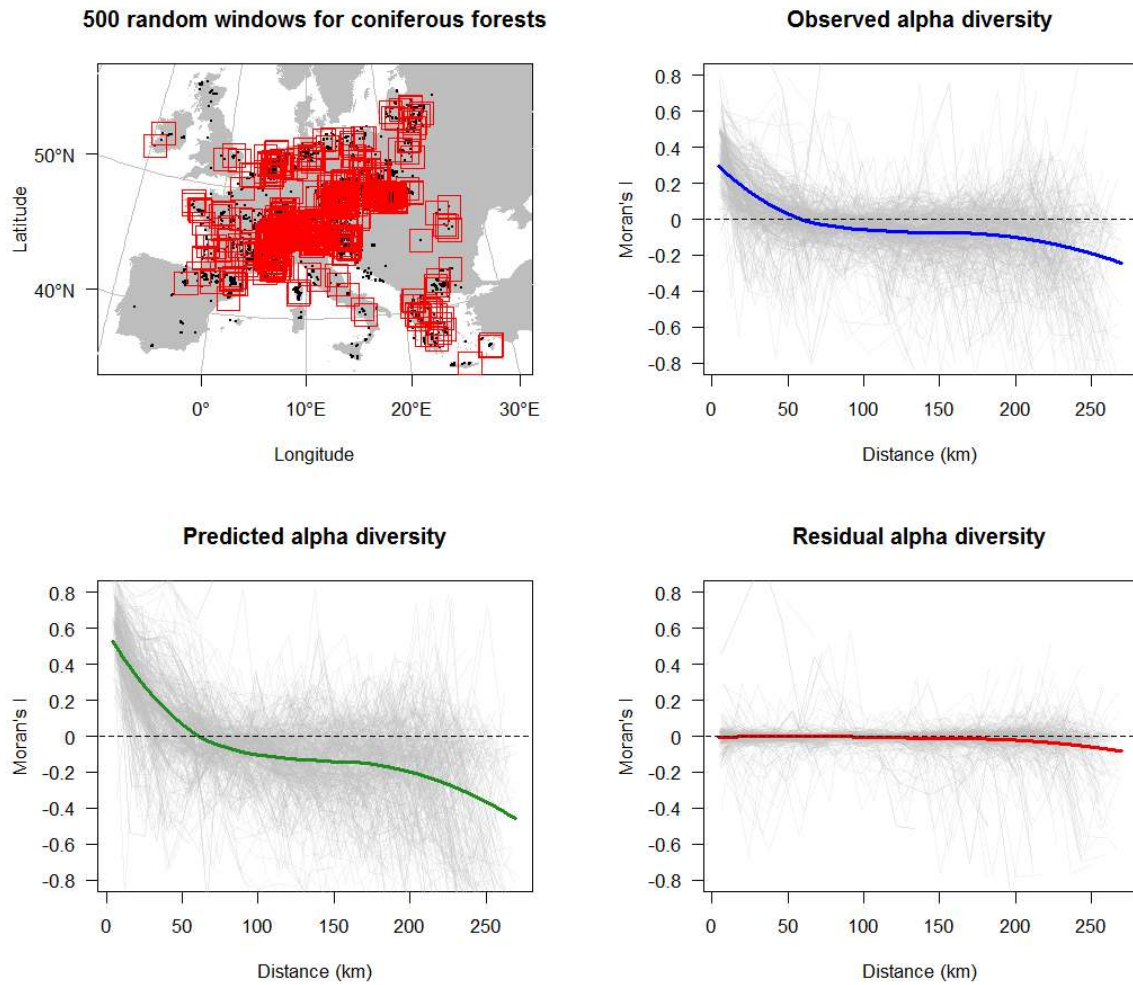 500 random windows for coniferous forests
50°N
40°N
Latitude
0°
10°E
20°E
30°E
Longitude
Observed alpha diversity
0.8
0.6
0.4
0.2
0
-0.2
-0.4
-0.6
-0.8
Moran's I
0
50
100
150
200
250
Distance (km)
Predicted alpha diversity
0.8
0.6
0.4
0.2
0
-0.2
-0.4
-0.6
-0.8
Moran's I
0
50
100
150
200
250
Distance (km)
Residual alpha diversity
0.8
0.6
0.4
0.2
0
-0.2
-0.4
-0.6
-0.8
Moran's I
0
50
100
150
200
250
Distance (km)